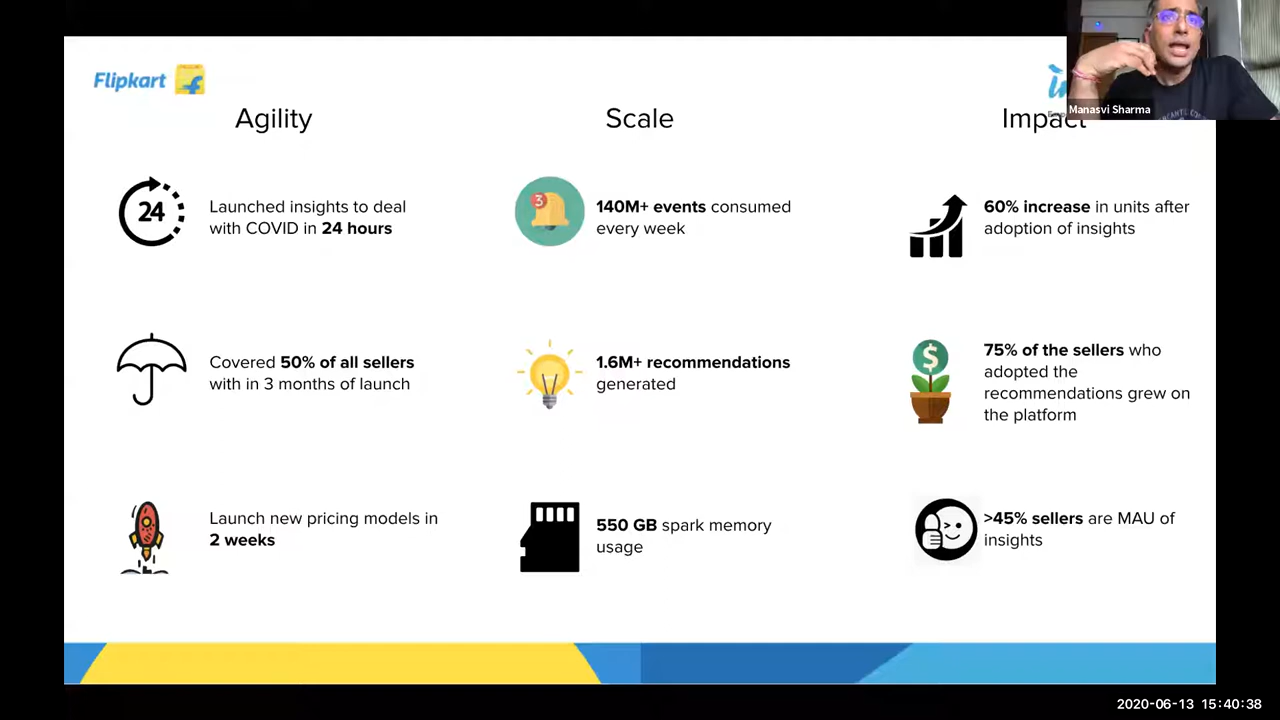 Flipkart
Manasvi Sharma
Agility
Scale
Impact
24
Launched insights to deal
with COVID in 24 hours
3
140M+ events consumed
every week
60% increase in units after
adoption of insights
Covered 50% of all sellers
with in 3 months of launch
1.6M+ recommendations
generated
$
75% of the sellers who
adopted the
recommendations grew on
the platform
Launch new pricing models in
2 weeks
550 GB spark memory
usage
>45% sellers are MAU of
insights
2020-06-13 15:40:38